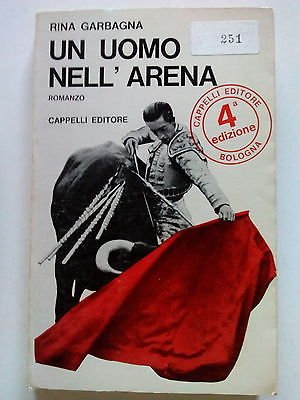 RINA GARBAGNA
251
UN UOMO
NELL'ARENA
ROMANZO
CAPPELLI EDITORE
CAPPELLI EDITORE
4ª
edizione
BOLOGNA